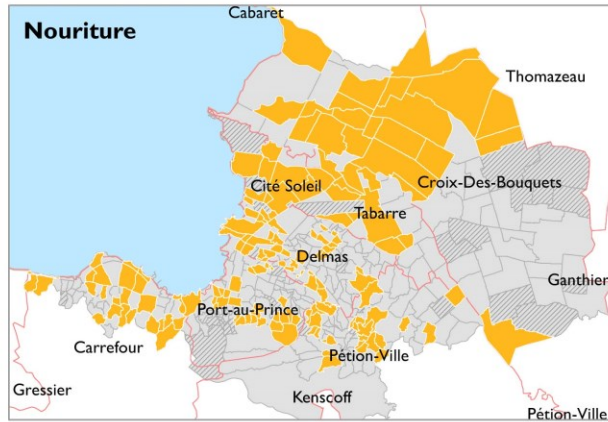 Cabaret
Nouriture
Thomazeau
Cité Soleil
Croix-Des-Bouquets
Tabarre
Delmas
Ganthier
Port-au-Prince
Carrefour
Pétion-Ville
Gressier
Kenscoff
Pétion-Ville